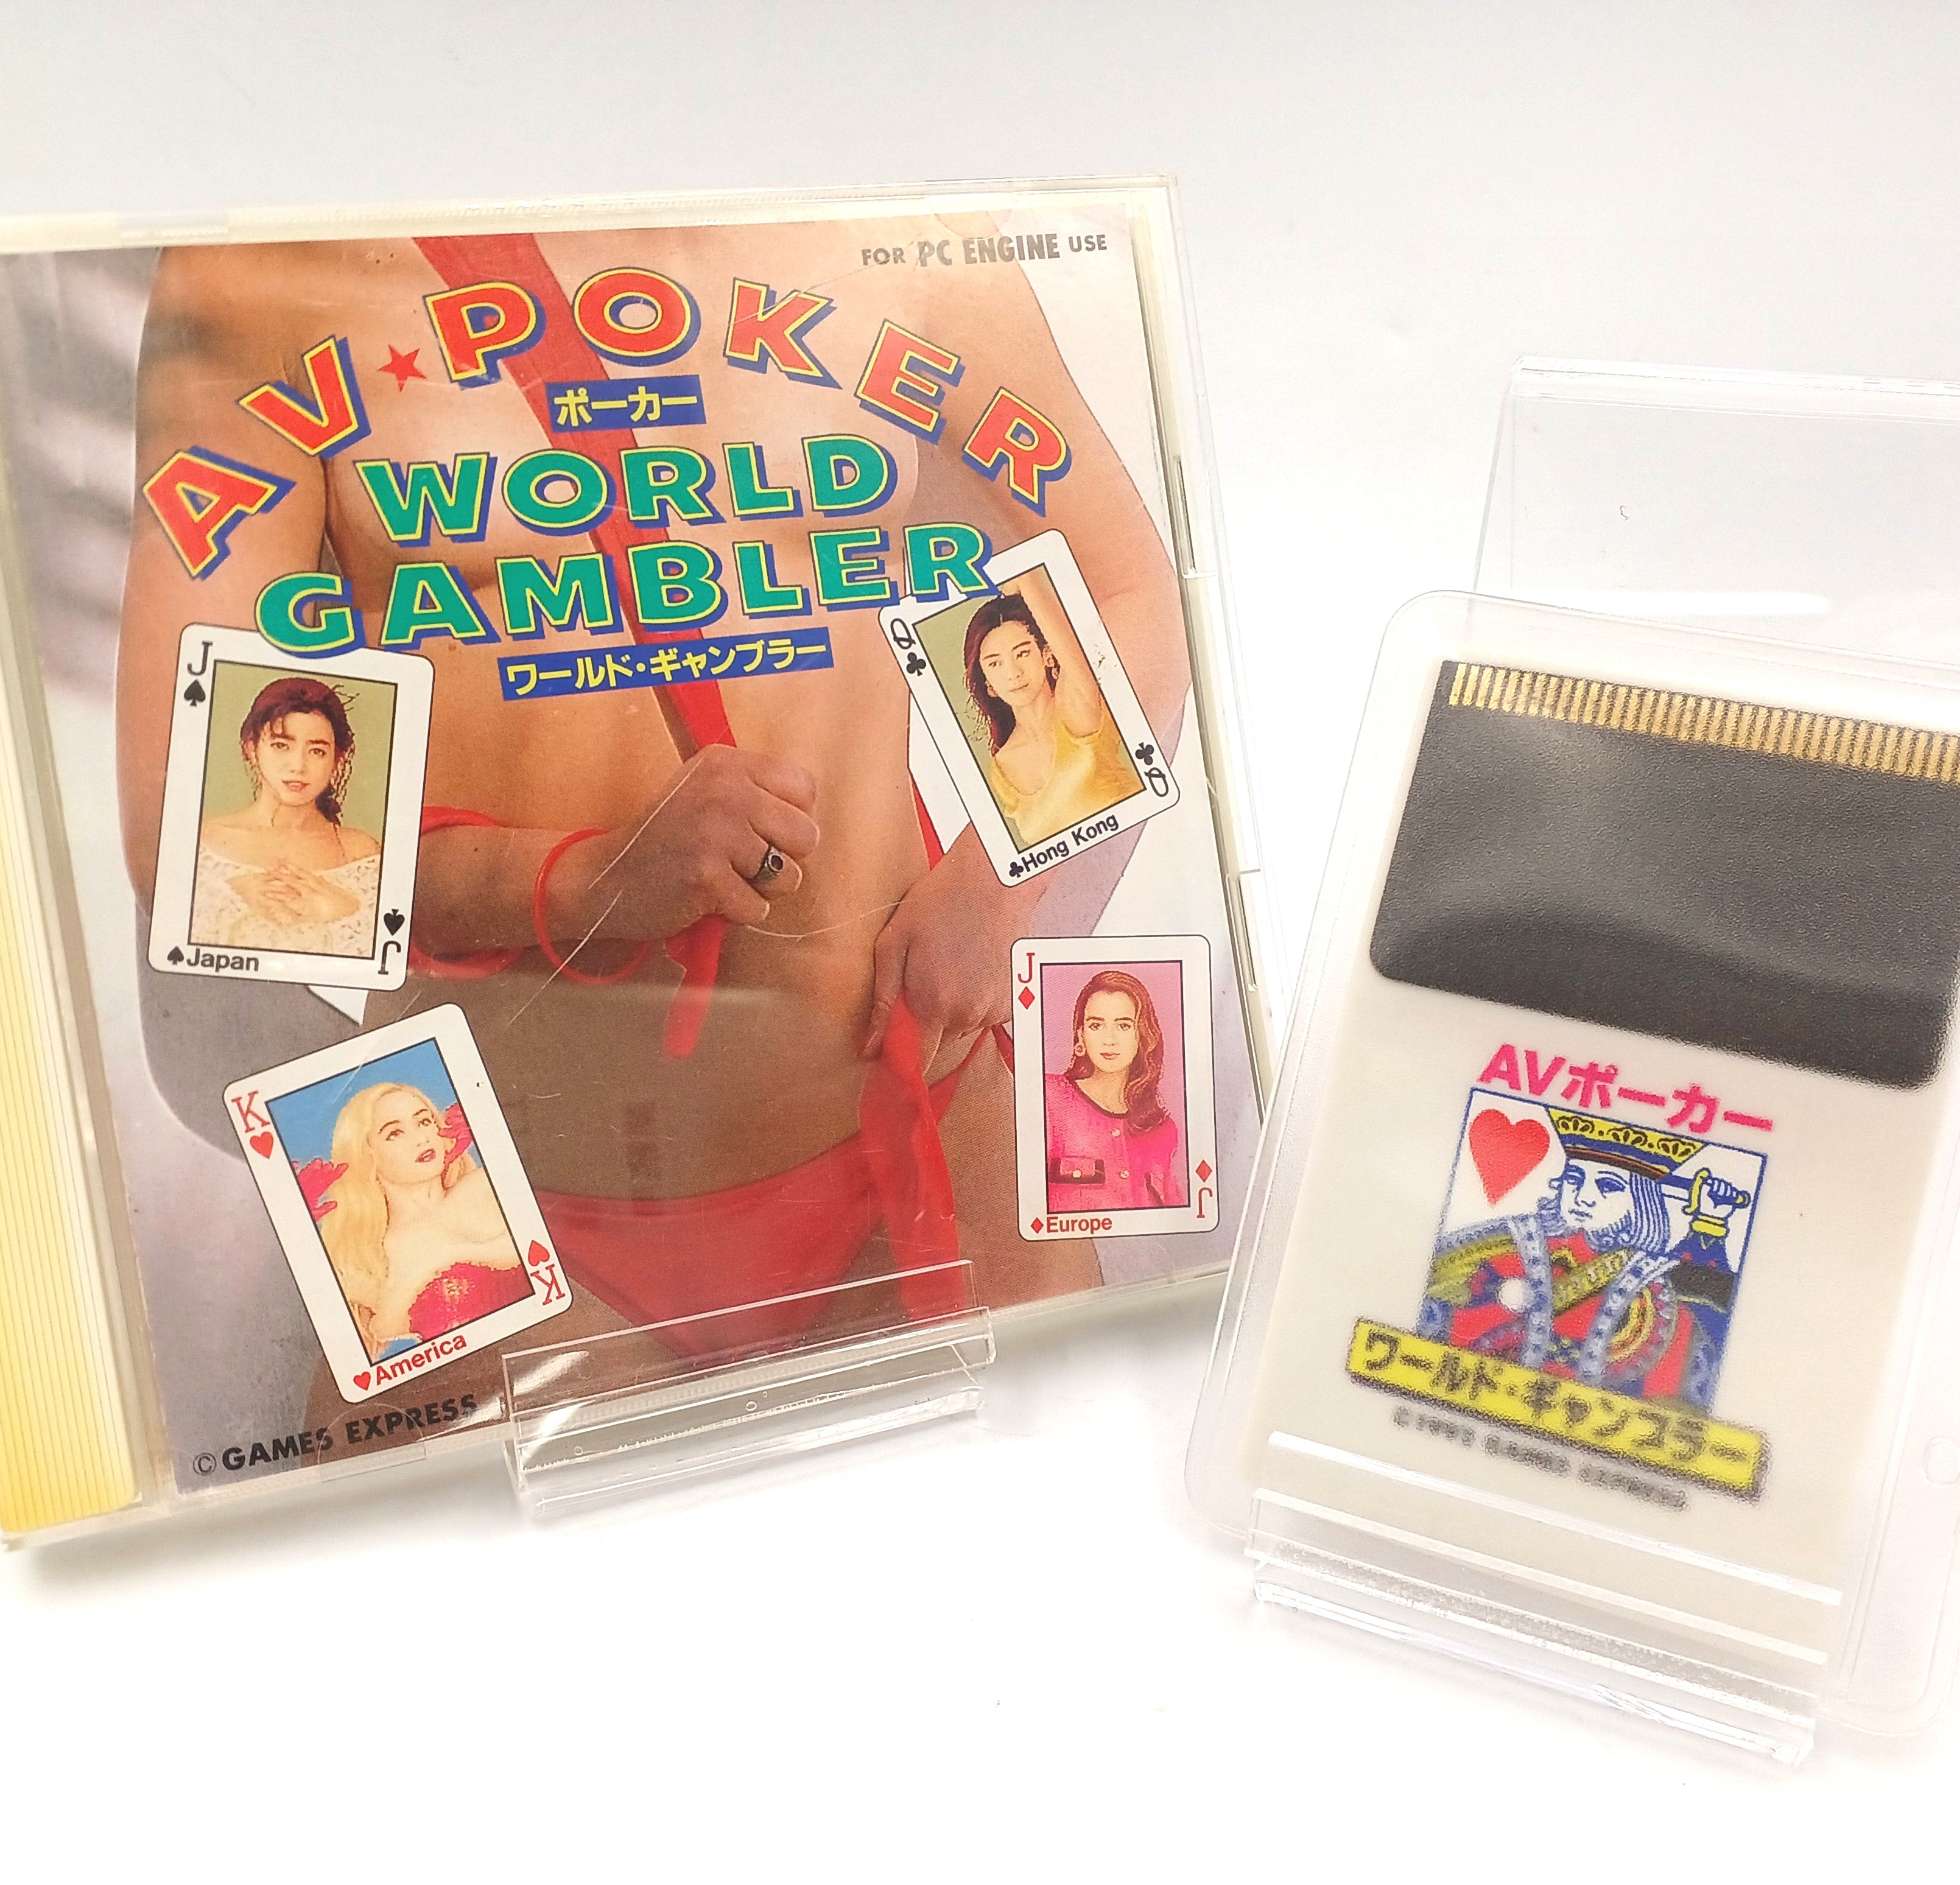 FOR PC ENGINE USE
AV★POKER
ポーカー
WORLD
GAMBLER
ワールド・ギャンブラー
J
♠Japan
J
Q
♣Hong Kong
Q
K
♥America
K
J
♦Europe
J
©GAMES EXPRESS
AVポーカー
ワールド・ギャンブラー